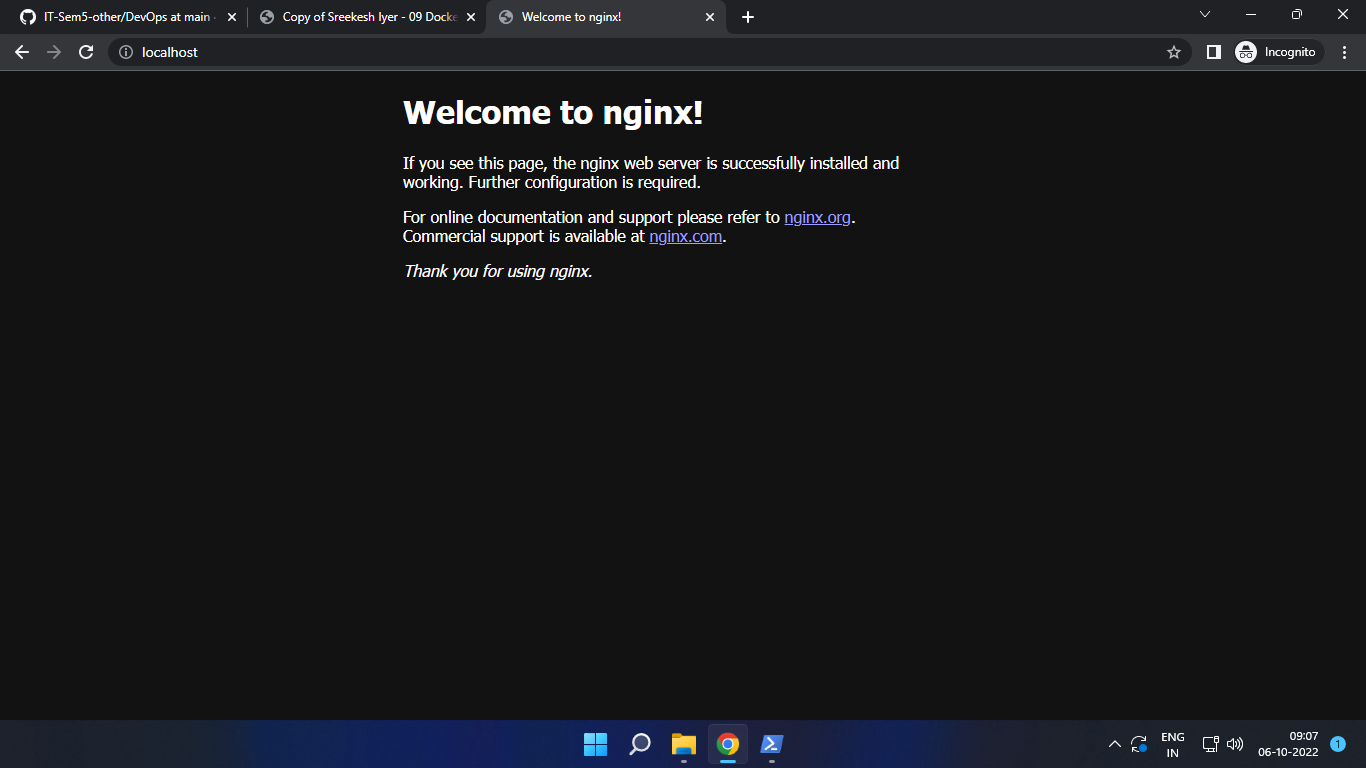 IT-Sem5-other/DevOps at main
Copy of Sreekesh Iyer - 09 Docke
Welcome to nginx!
localhost
Incognito
Welcome to nginx!
If you see this page, the nginx web server is successfully installed and
working. Further configuration is required.
For online documentation and support please refer to nginx.org.
Commercial support is available at nginx.com.
Thank you for using nginx.
ENG
IN
09:07
06-10-2022
1